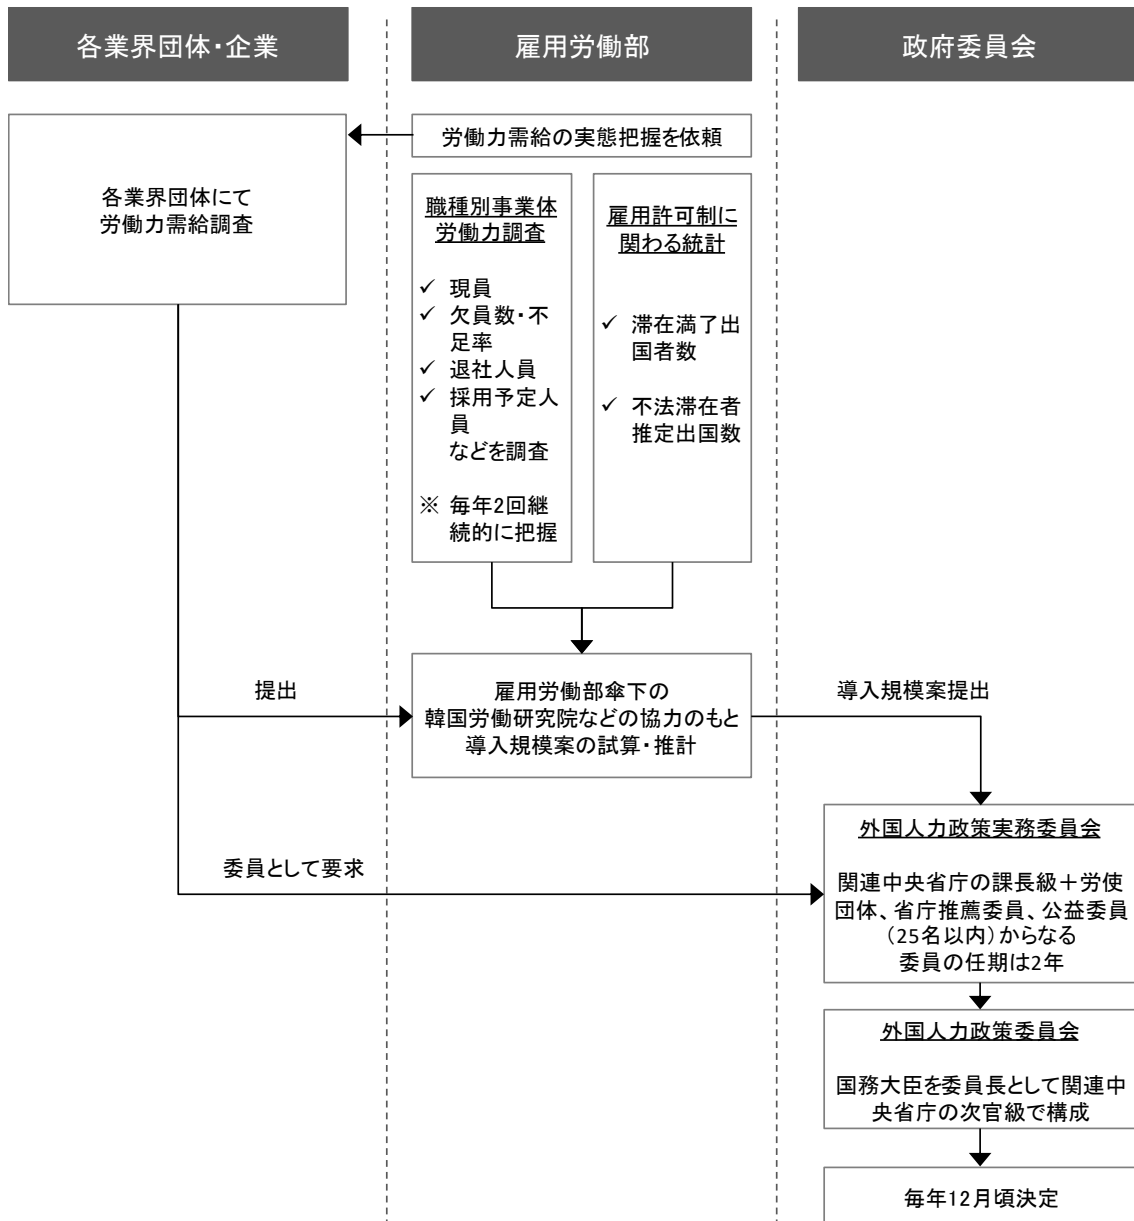 各業界団体・企業
雇用労働部
政府委員会
労働力需給の実態把握を依頼
各業界団体にて
労働力需給調査
職種別事業体
労働力調査
✓ 現員
✓ 欠員数・不
足率
✓ 退社人員
✓ 採用予定人
員
などを調査
※ 毎年2回継
続的に把握
雇用許可制に
関わる統計
✓ 滞在満了出
国者数
✓ 不法滞在者
推定出国数
提出
雇用労働部傘下の
韓国労働研究院などの協力のもと
導入規模案の試算・推計
導入規模案提出
委員として要求
外国人力政策実務委員会
関連中央省庁の課長級＋労使
団体、省庁推薦委員、公益委員
（25名以内）からなる
委員の任期は2年
外国人力政策委員会
国務大臣を委員長として関連中
央省庁の次官級で構成
毎年12月頃決定